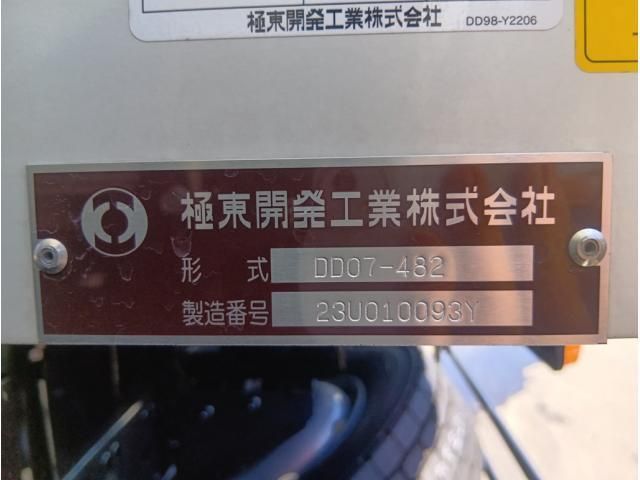 極東開発工業株式会社 DD98-Y2206
極東開発工業株式会社
形 式 DD07-482
製造番号 23U010093Y